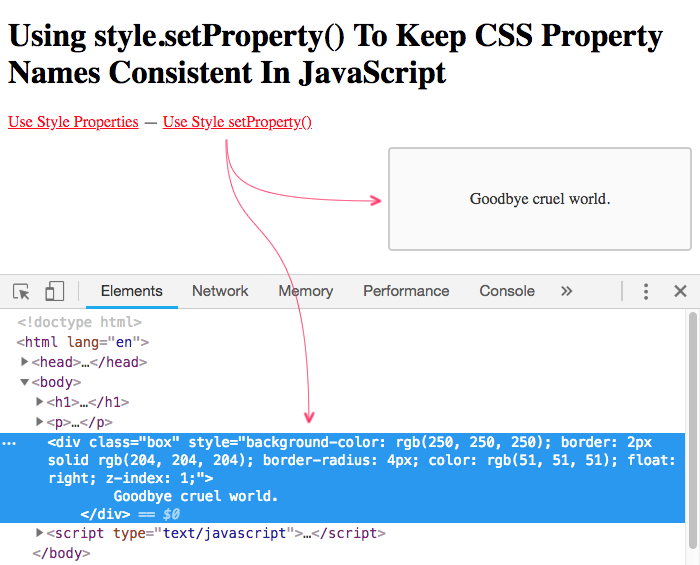 Using style.setProperty() To Keep CSS Property
Names Consistent In JavaScript
Use Style Properties — Use Style setProperty()
Goodbye cruel world.
Elements Network Memory Performance Console »
<!doctype html>
<html lang="en">
<head>…</head>
<body>
<h1>…</h1>
<p>…</p>
… <div class="box" style="background-color: rgb(250, 250, 250); border: 2px
solid rgb(204, 204, 204); border-radius: 4px; color: rgb(51, 51, 51); float:
right; z-index: 1;">
Goodbye cruel world.
</div> == $0
<script type="text/javascript">…</script>
</body>